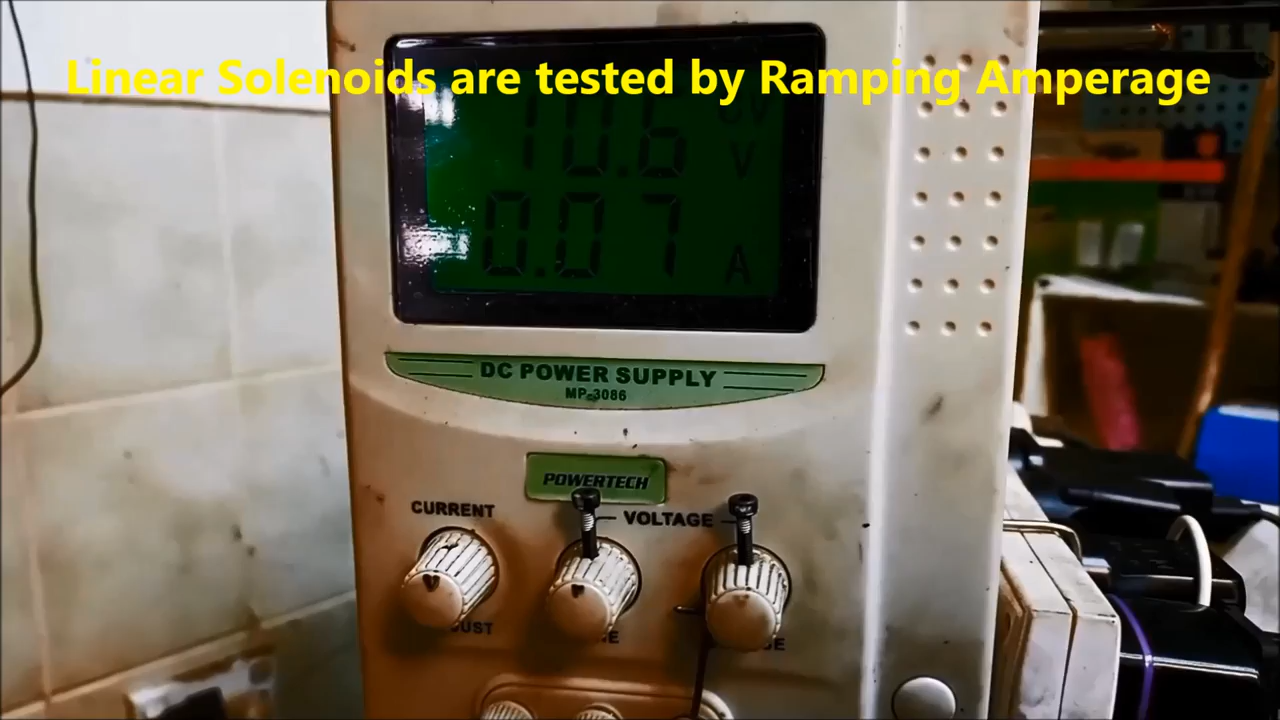 Linear Solenoids are tested by Ramping Amperage
10.6 V
0.07 A
DC POWER SUPPLY
MP-3086
POWERTECH
CURRENT
VOLTAGE